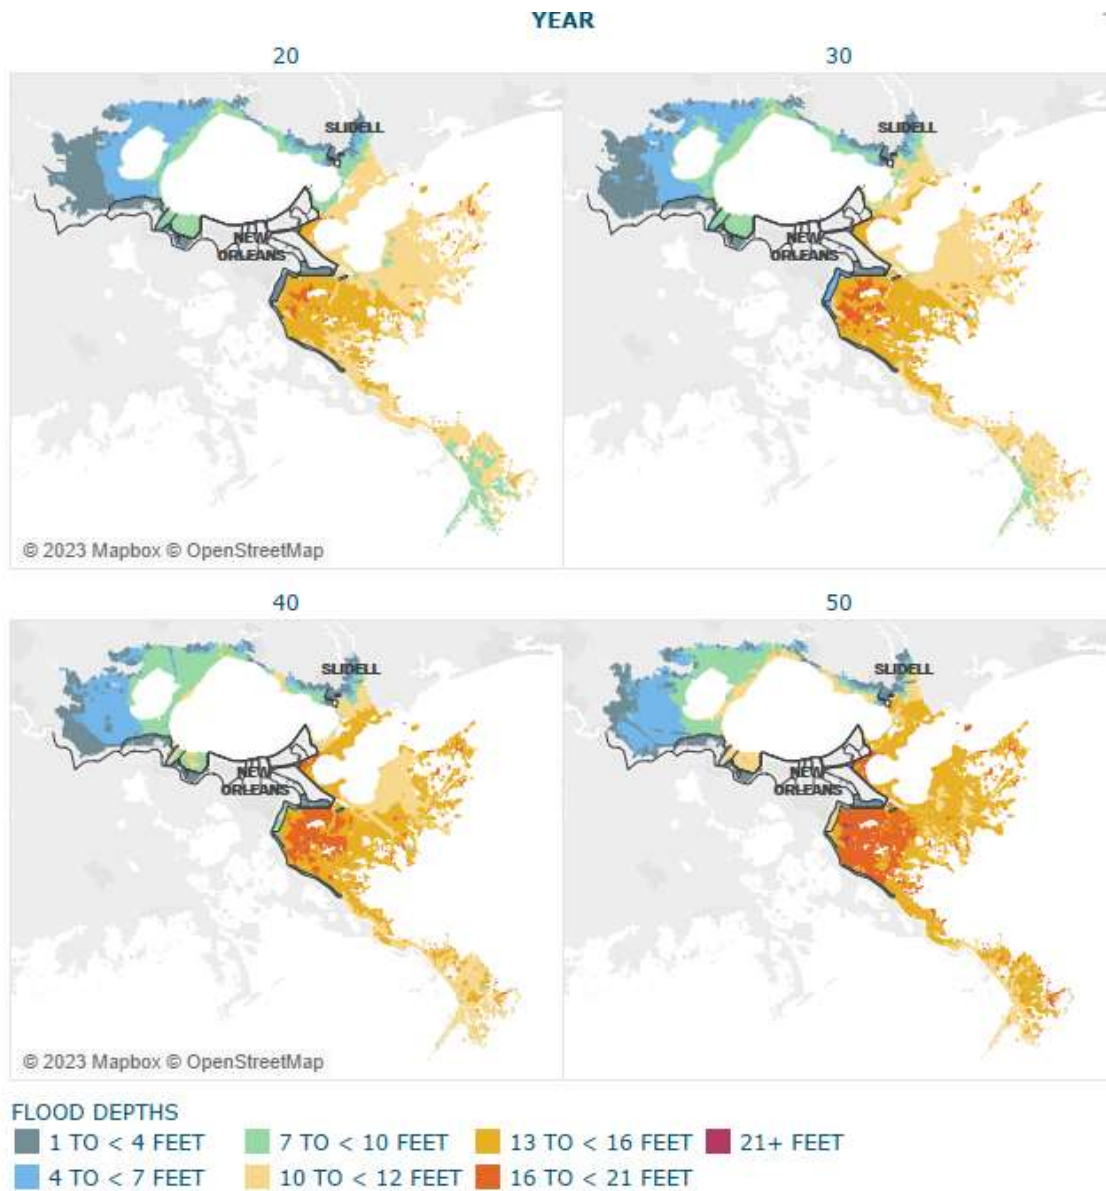 YEAR
20 30
SLIDELL SLIDELL
NEW ORLEANS NEW ORLEANS
© 2023 Mapbox © OpenStreetMap
40 50
SLIDELL SLIDELL
NEW ORLEANS NEW ORLEANS
© 2023 Mapbox © OpenStreetMap
FLOOD DEPTHS
1 TO < 4 FEET 7 TO < 10 FEET 13 TO < 16 FEET 21+ FEET
4 TO < 7 FEET 10 TO < 12 FEET 16 TO < 21 FEET